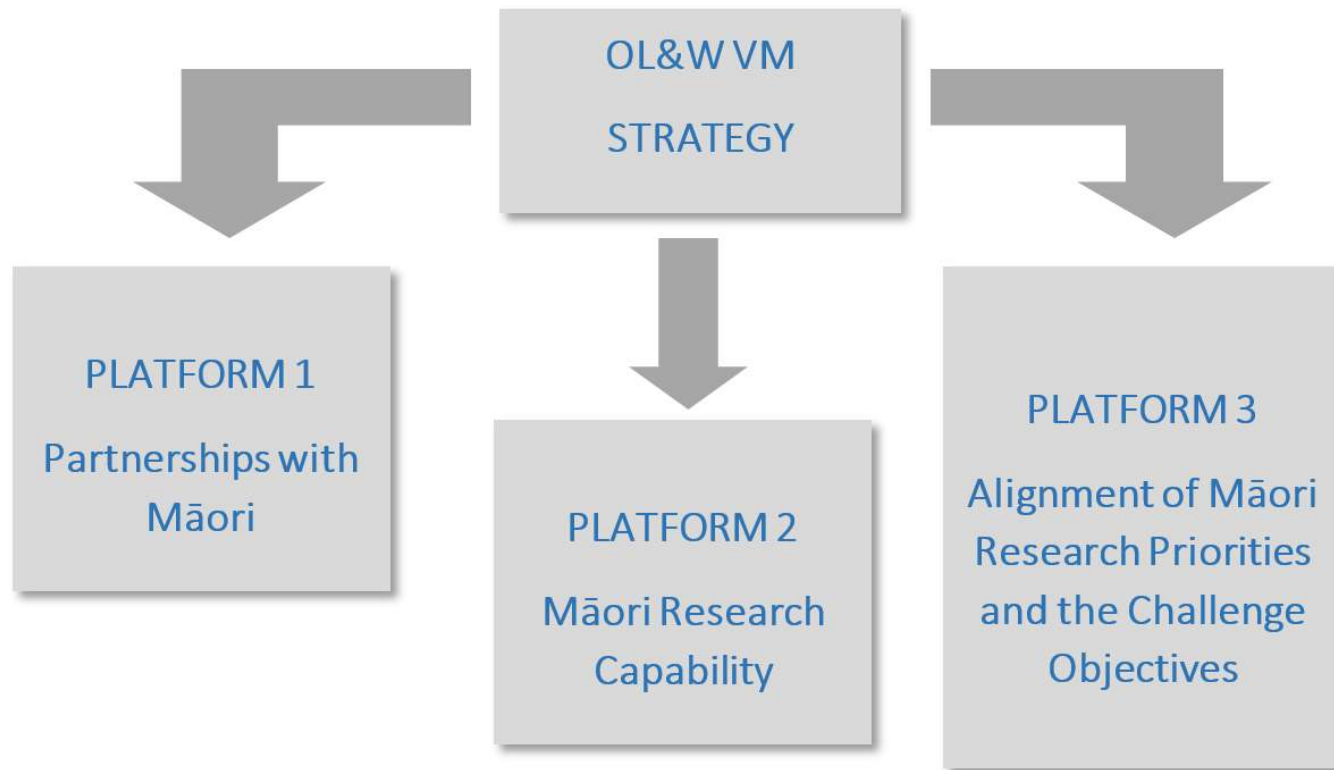 OL&W VM
STRATEGY
PLATFORM 1
Partnerships with
Māori
PLATFORM 2
Māori Research
Capability
PLATFORM 3
Alignment of Māori
Research Priorities
and the Challenge
Objectives